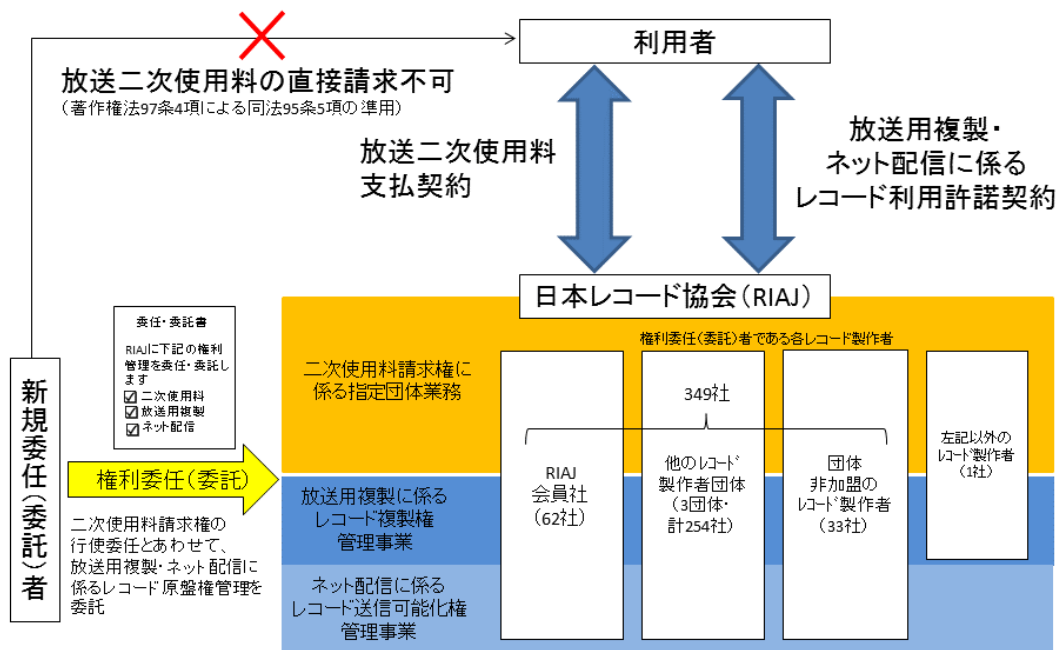 利用者
放送二次使用料の直接請求不可
(著作権法97条4項による同法95条5項の準用)
放送二次使用料
支払契約
放送用複製・
ネット配信に係る
レコード利用許諾契約
日本レコード協会(RIAJ)
委任・委託書
RIAJに下記の権利
管理を委任・委託し
ます
☑二次使用料
☑放送用複製
☑ネット配信
新規委任(委託)者
権利委任(委託)
二次使用料請求権の
行使委任とあわせて、
放送用複製・ネット配信に
係るレコード原盤権管理を
委託
権利委任(委託)者である各レコード製作者
二次使用料請求権に
係る指定団体業務
349社
RIAJ
会員社
(62社)
他のレコード
製作者団体
(3団体・
計254社)
団体
非加盟の
レコード製作者
(33社)
左記以外の
レコード製作者
(1社)
放送用複製に係る
レコード複製権
管理事業
ネット配信に係る
レコード送信可能化権
管理事業